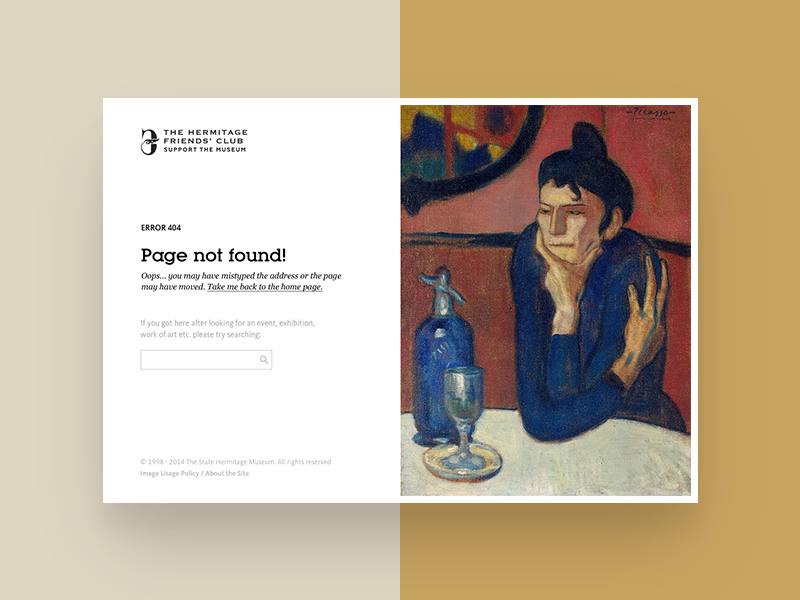 THE HERMITAGE
FRIENDS' CLUB
SUPPORT THE MUSEUM
Picasso
ERROR 404
Page not found!
Oops... you may have mistyped the address or the page
may have moved. Take me back to the home page.
If you got here after looking for an event, exhibition,
work of art etc. please try searching:
© 1998 - 2014 The State Hermitage Museum. All rights reserved
Image Usage Policy / About the Site